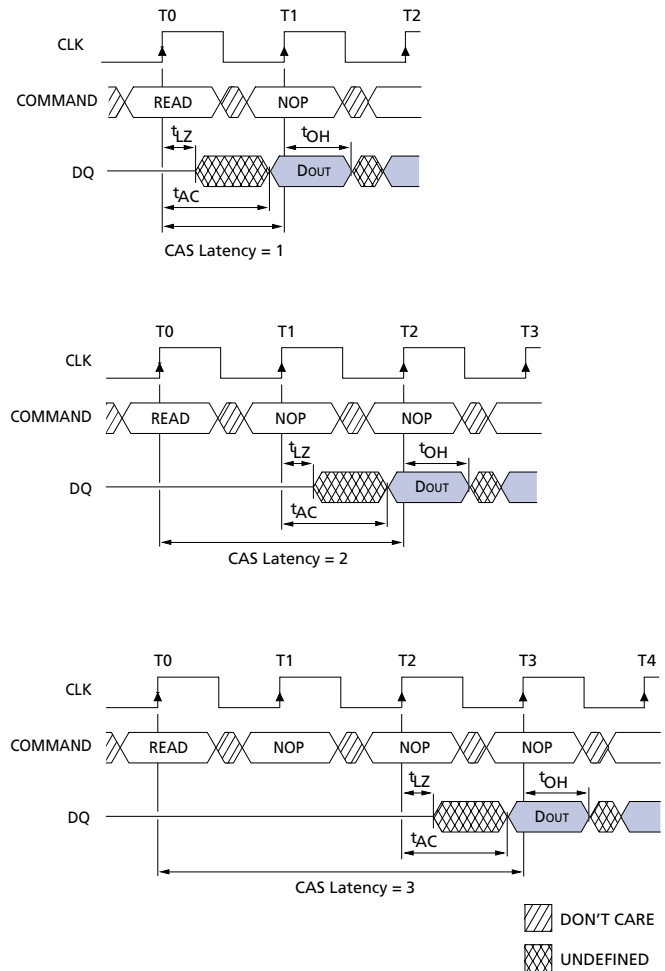 T0 T1 T2
CLK
COMMAND READ NOP
tLZ tOH
DQ DOUT
tAC
CAS Latency = 1
T0 T1 T2 T3
CLK
COMMAND READ NOP NOP
tLZ tOH
DQ DOUT
tAC
CAS Latency = 2
T0 T1 T2 T3 T4
CLK
COMMAND READ NOP NOP NOP
tLZ tOH
DQ DOUT
tAC
CAS Latency = 3
DON'T CARE
UNDEFINED